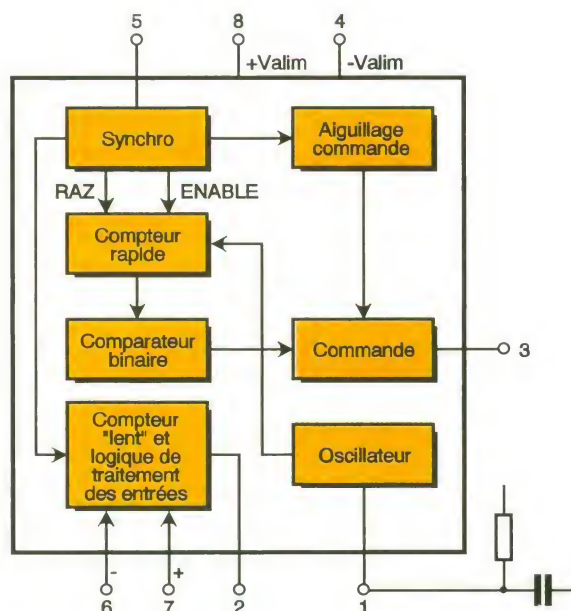 5
8
4
+Valim
-Valim
Synchro
Aiguillage
commande
RAZ
ENABLE
Compteur
rapide
Comparateur
binaire
Commande
3
Compteur
"lent" et
logique de
traitement
des entrées
Oscillateur
-
+
6
7
2
1